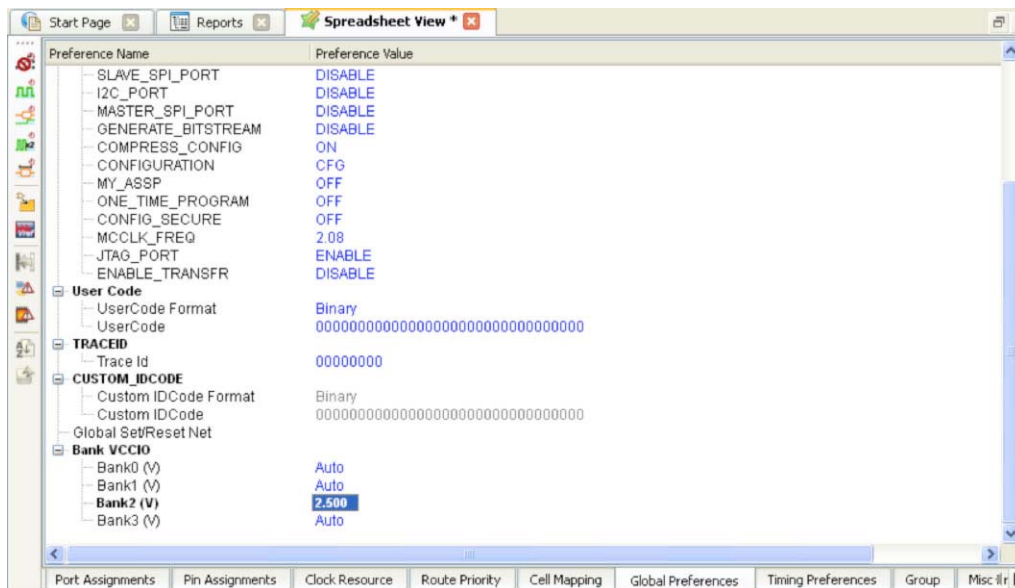 Start Page Reports Spreadsheet View *
Preference Name Preference Value
SLAVE_SPI_PORT DISABLE
I2C_PORT DISABLE
MASTER_SPI_PORT DISABLE
GENERATE_BITSTREAM DISABLE
COMPRESS_CONFIG ON
CONFIGURATION CFG
MY_ASSP OFF
ONE_TIME_PROGRAM OFF
CONFIG_SECURE OFF
MCCLK_FREQ 2.08
JTAG_PORT ENABLE
ENABLE_TRANSFR DISABLE
User Code
UserCode Format Binary
UserCode 00000000000000000000000000000000
TRACEID
Trace Id 00000000
CUSTOM_IDCODE
Custom IDCode Format Binary
Custom IDCode 00000000000000000000000000000000
Global Set/Reset Net
Bank VCCIO
Bank0 (V) Auto
Bank1 (V) Auto
Bank2 (V) 2.500
Bank3 (V) Auto
Port Assignments Pin Assignments Clock Resource Route Priority Cell Mapping Global Preferences Timing Preferences Group